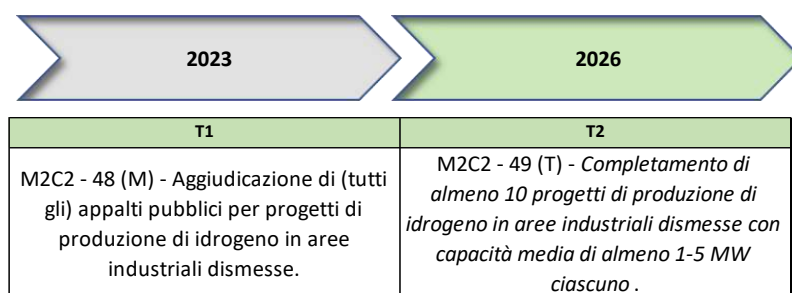 2023
2026
T1
T2
M2C2 - 48 (M) - Aggiudicazione di (tutti
gli) appalti pubblici per progetti di
produzione di idrogeno in aree
industriali dismesse.
M2C2 - 49 (T) - Completamento di
almeno 10 progetti di produzione di
idrogeno in aree industriali dismesse con
capacità media di almeno 1-5 MW
ciascuno .